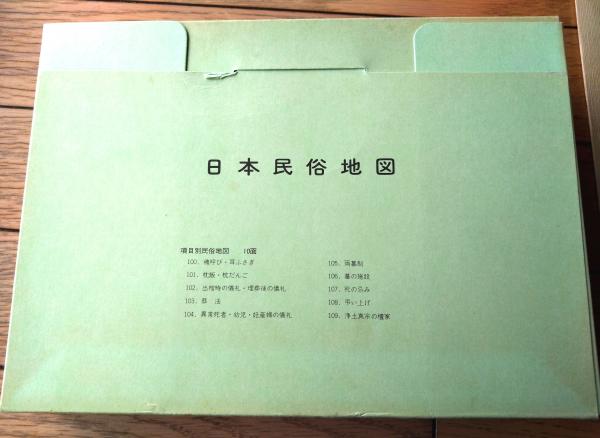 日本民俗地図
項目別民俗地図 10面
100. 魂呼び・耳ふさぎ
101. 枕飯・枕だんご
102. 出棺時の儀礼・埋葬後の儀礼
103. 葬 法
104. 異常死者・幼児・妊産婦の儀礼
105. 両墓制
106. 墓の施設
107. 死の忌み
108. 弔い上げ
109. 浄土真宗の檀家